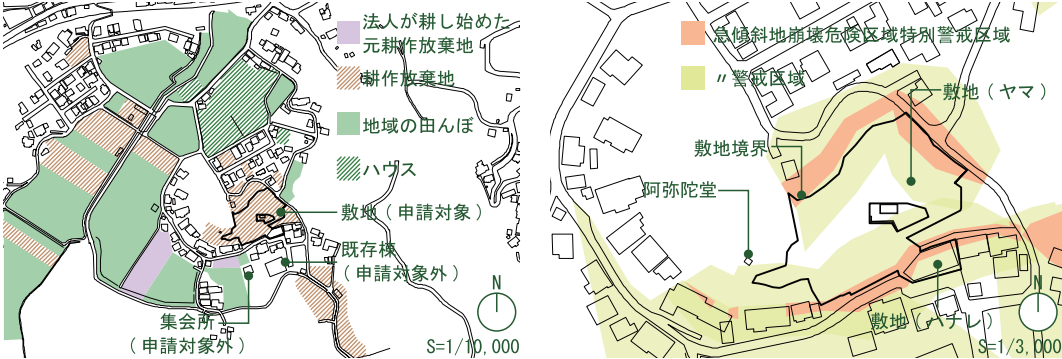 法人が耕し始めた
元耕作放棄地
耕作放棄地
地域の田んぼ
ハウス
敷地(申請対象)
既存棟
(申請対象外)
集会所
(申請対象外)
N
S=1/10,000
急傾斜地崩壊危険区域特別警戒区域
〃警戒区域
敷地(ヤマ)
敷地境界
阿弥陀堂
敷地(ハナレ)
N
S=1/3,000